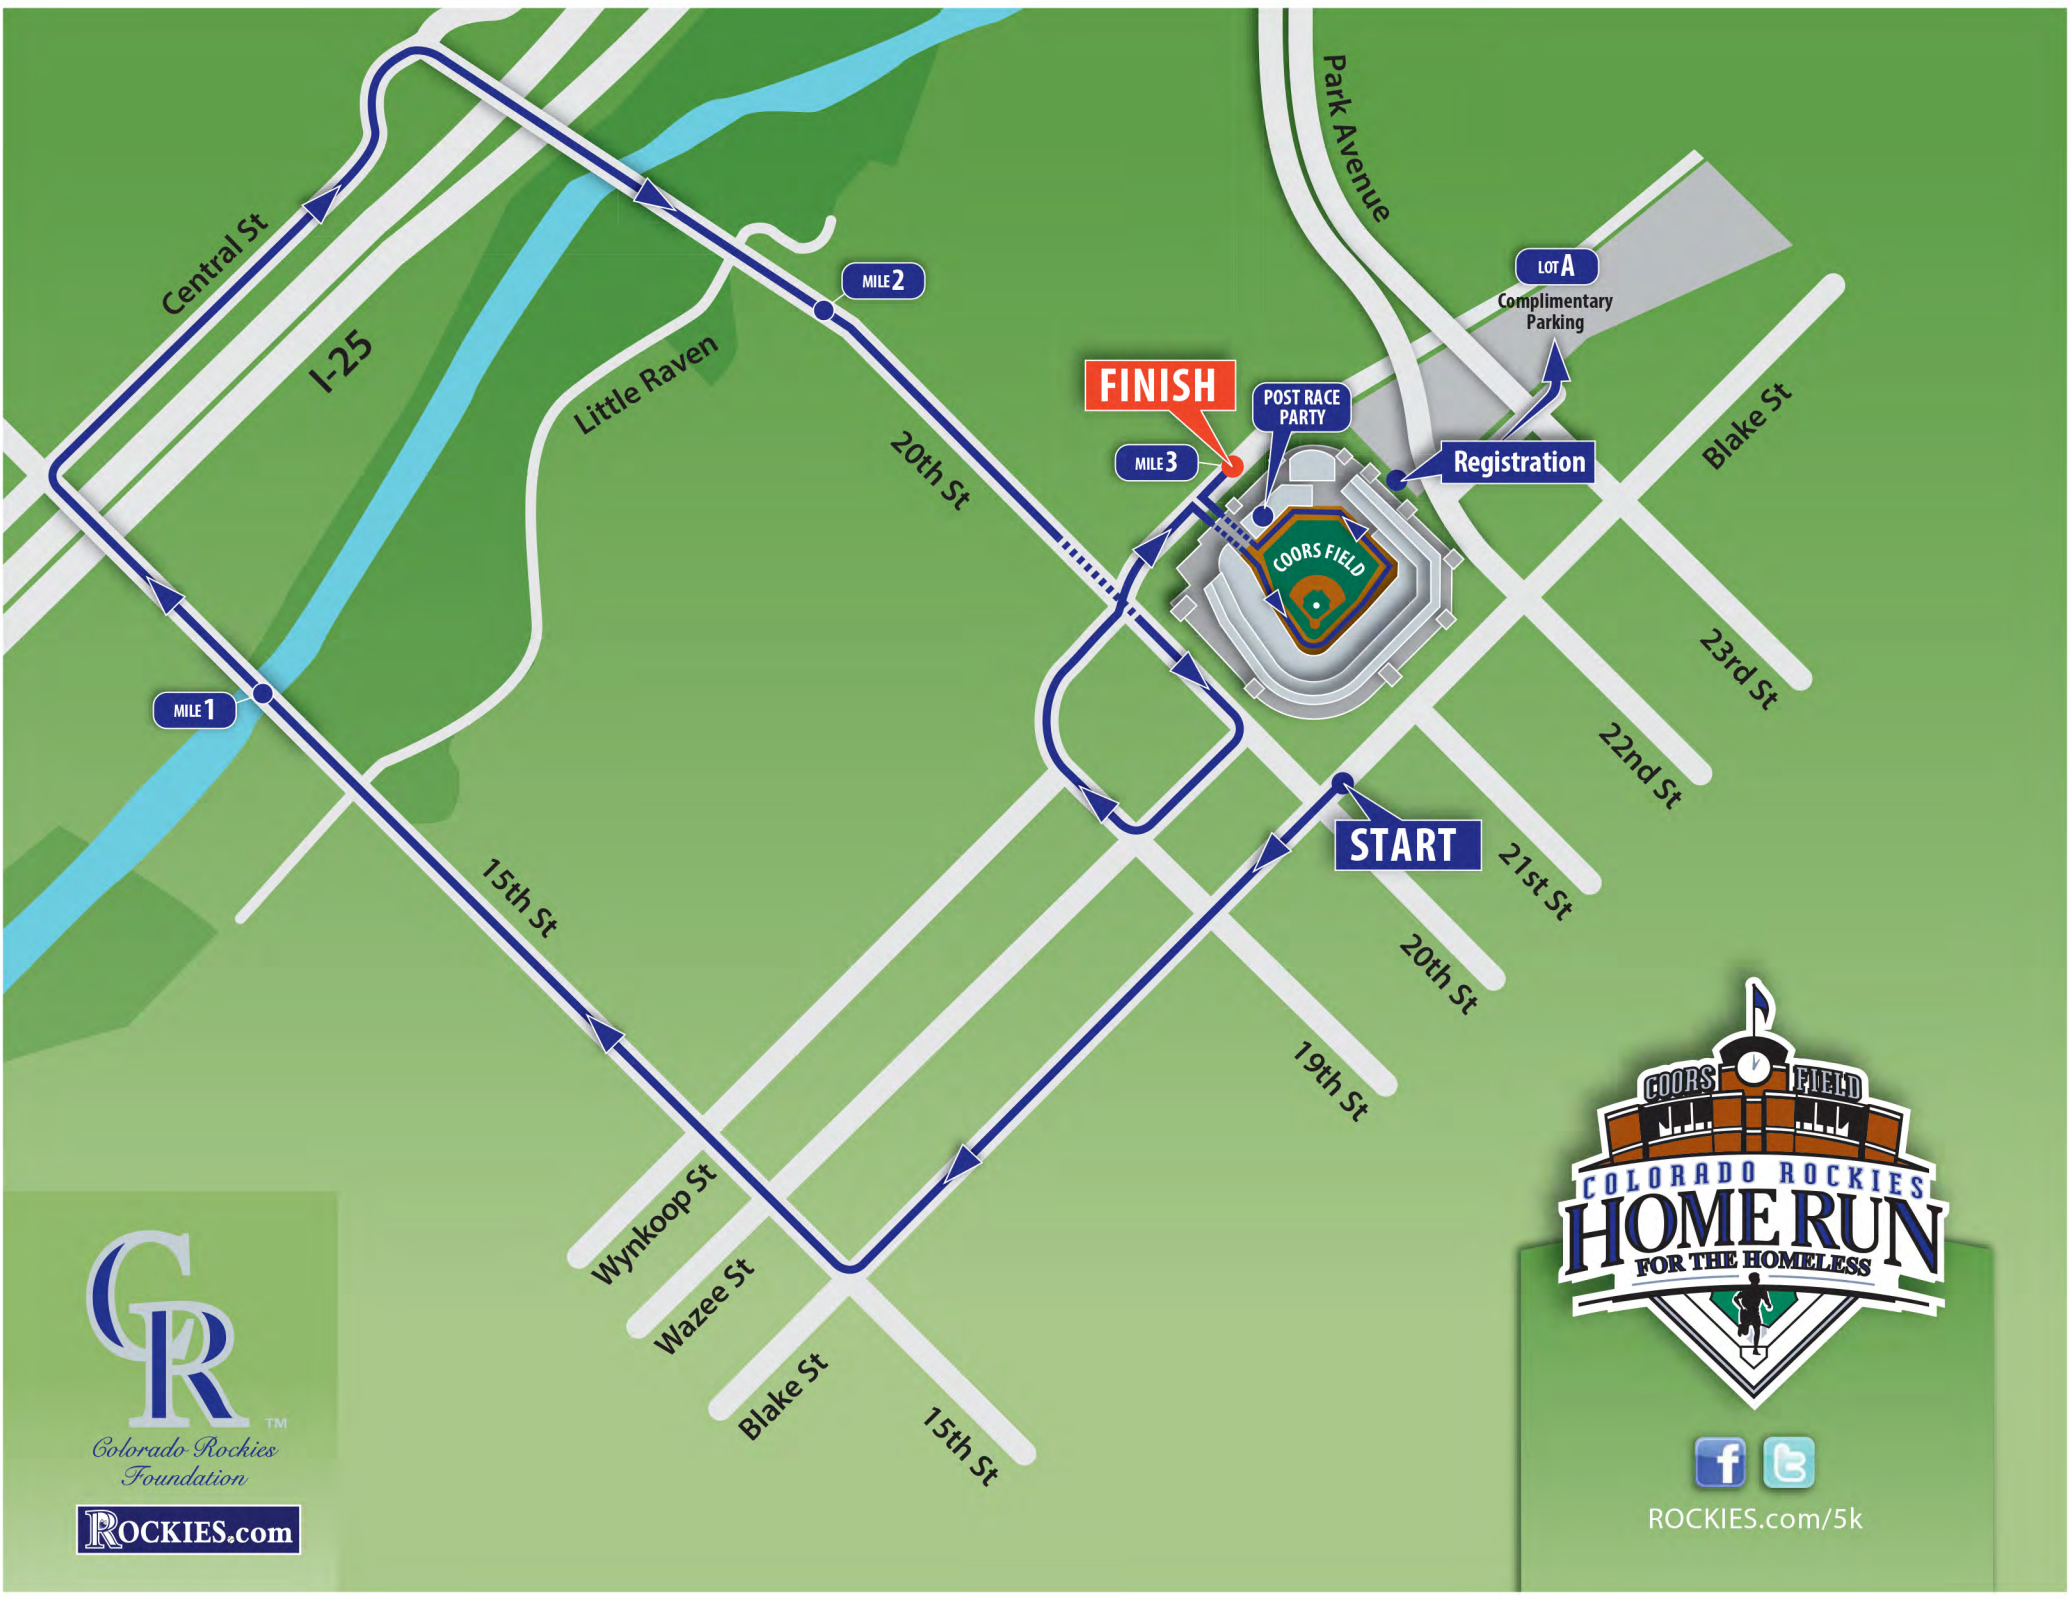 Park Avenue
Central St
I-25
Little Raven
MILE 2
LOT A
Complimentary
Parking
FINISH
POST RACE
PARTY
MILE 3
Registration
Blake St
20th St
COORS FIELD
MILE 1
23rd St
22nd St
START
21st St
15th St
20th St
19th St
Wynkoop St
Wazee St
Blake St
15th St
COORS FIELD
COLORADO ROCKIES
HOME RUN
FOR THE HOMELESS
f t
ROCKIES.com/5k
CR
TM
Colorado Rockies
Foundation
ROCKIES.com